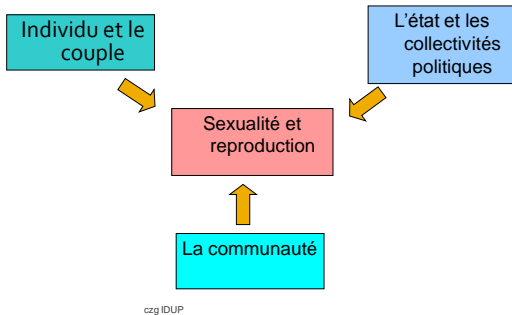 Individu et le
couple
L'état et les
collectivités
politiques
Sexualité et
reproduction
La communauté
czg IDUP